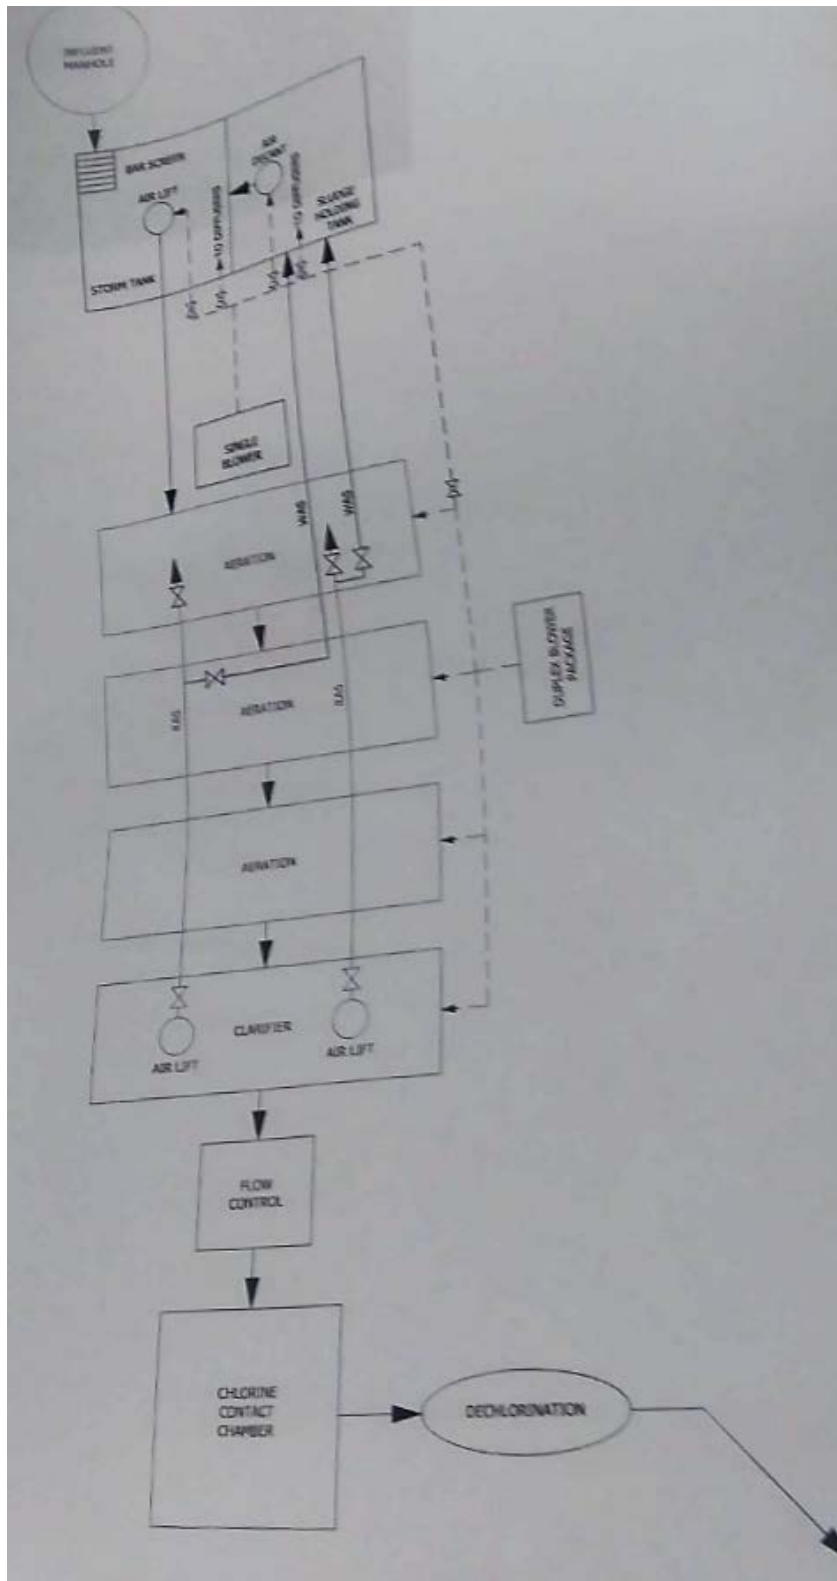 INFLUENT
MANHOLE
BAR SCREEN
AIR LIFT
TO DIFFUSERS
AIR
DECANT
TO DIFFUSERS
SLUDGE
HOLDING
TANK
STORM TANK
SINGLE
BLOWER
WAS
WAS
AERATION
DUPLEX BLOWER
PACKAGE
RAS
RAS
AERATION
AERATION
CLARIFIER
AIR LIFT
AIR LIFT
FLOW
CONTROL
CHLORINE
CONTACT
CHAMBER
DECHLORINATION